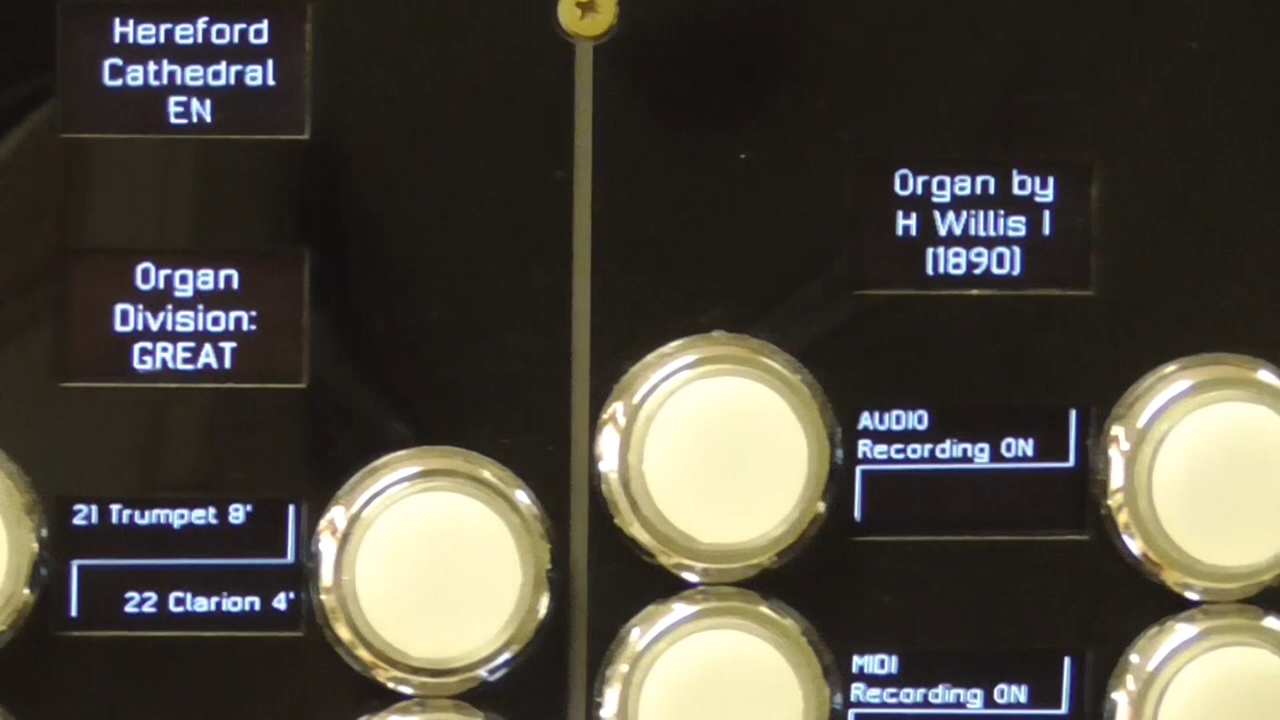 Hereford
Cathedral
EN
Organ
Division:
GREAT
21 Trumpet 8'
22 Clarion 4'
Organ by
H Willis I
(1890)
AUDIO
Recording ON
MIDI
Recording ON